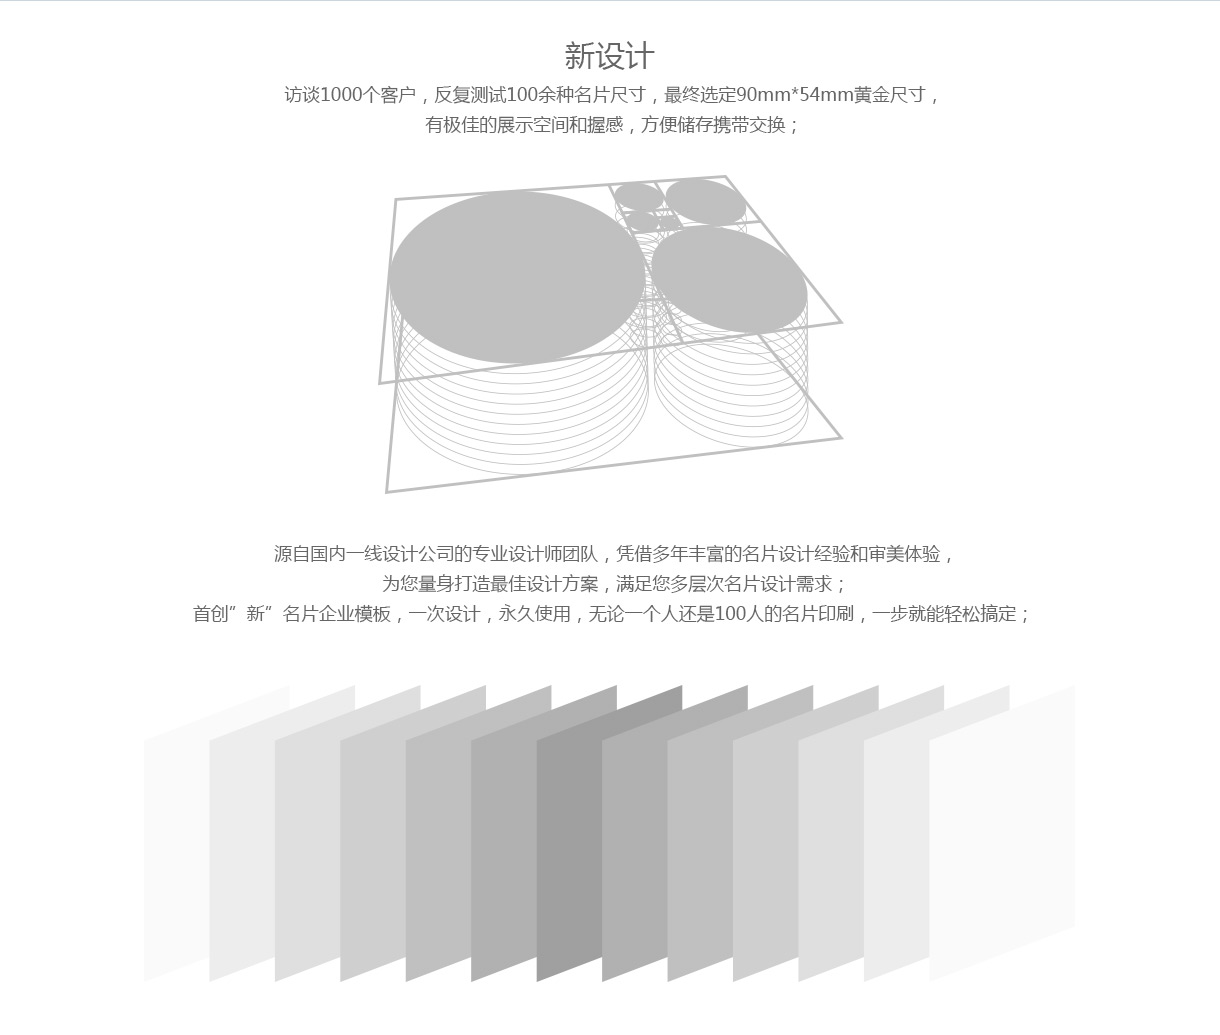 新设计
访谈1000个客户，反复测试100余种名片尺寸，最终选定90mm*54mm黄金尺寸，
有极佳的展示空间和握感，方便储存携带交换；
源自国内一线设计公司的专业设计师团队，凭借多年丰富的名片设计经验和审美体验，
为您量身打造最佳设计方案，满足您多层次名片设计需求；
首创”新”名片企业模板，一次设计，永久使用，无论一个人还是100人的名片印刷，一步就能轻松搞定；